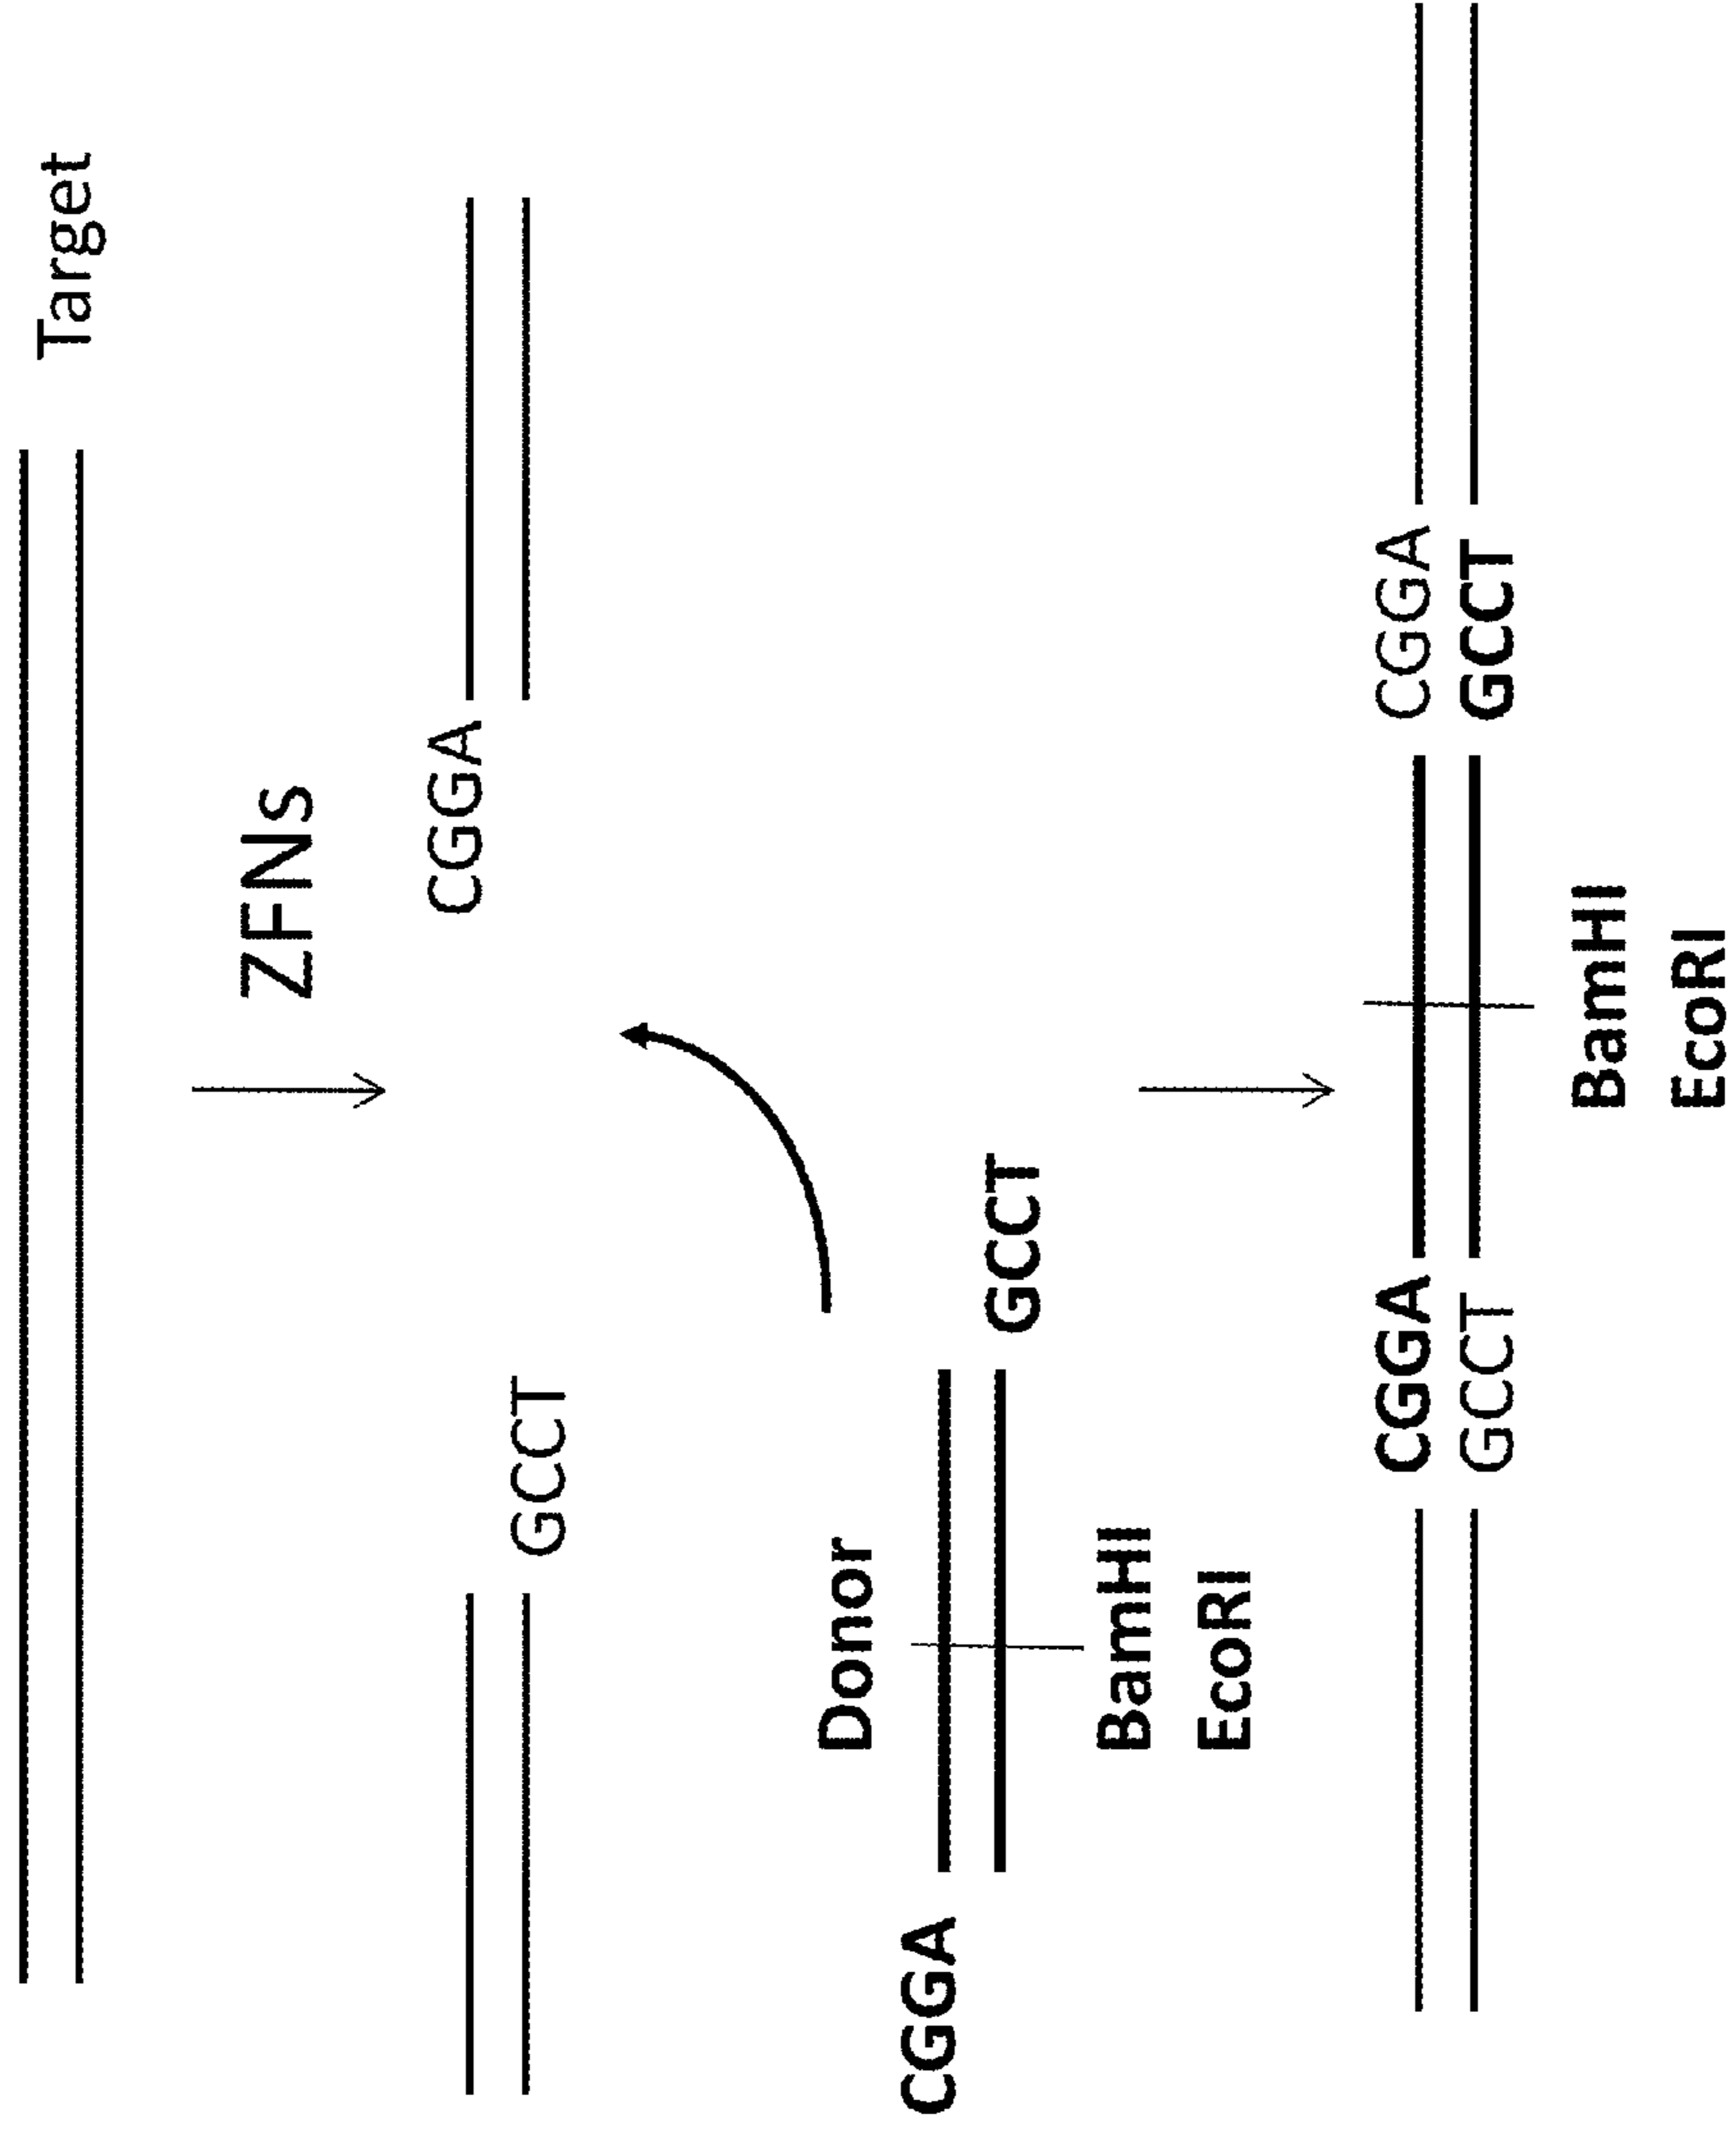 Target
ZFNs
CGGA
GCCT
Donor
CGGA
GCCT
BamHI
EcoRI
CGGA CGGA
GCCT GCCT
BamHI
EcoRI